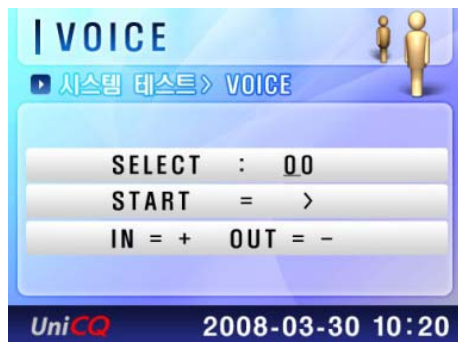 | VOICE
시스템 테스트> VOICE
SELECT : 00
START = >
IN = + OUT = -
UniCQ 2008-03-30 10:20